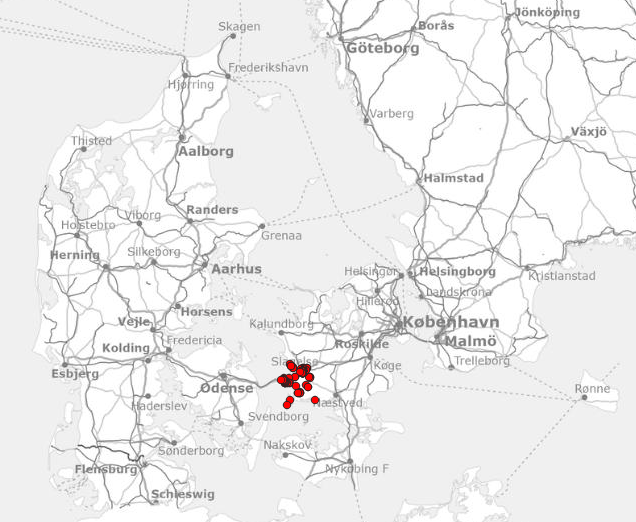 Jönköping
Skagen
Borås
Göteborg
Frederikshavn
Hjørring
Varberg
Växjö
Thisted
Aalborg
Halmstad
Viborg
Randers
Holstebro
Grenaa
Herning
Silkeborg
Aarhus
Helsingør
Helsingborg
Kristianstad
Landskrona
Hillerød
Horsens
Vejle
Kalundborg
København
Fredericia
Roskilde
Malmö
Kolding
Slagelse
Køge
Trelleborg
Esbjerg
Odense
Rønne
Haderslev
Næstved
Svendborg
Sønderborg
Nakskov
Flensburg
Nykøbing F
Schleswig